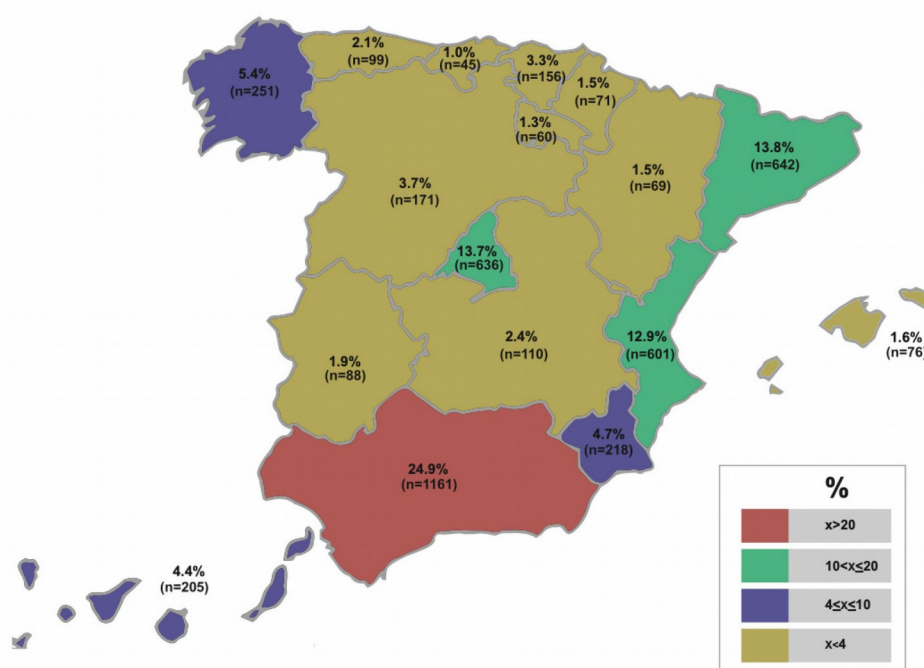 2.1%
(n=99)
1.0%
(n=45)
3.3%
(n=156)
1.5%
(n=71)
5.4%
(n=251)
1.3%
(n=60)
13.8%
(n=642)
3.7%
(n=171)
1.5%
(n=69)
13.7%
(n=636)
2.4%
(n=110)
12.9%
(n=601)
1.6%
(n=76
1.9%
(n=88)
4.7%
(n=218)
24.9%
(n=1161)
4.4%
(n=205)
%
x>20
10<x≤20
4≤x≤10
x<4